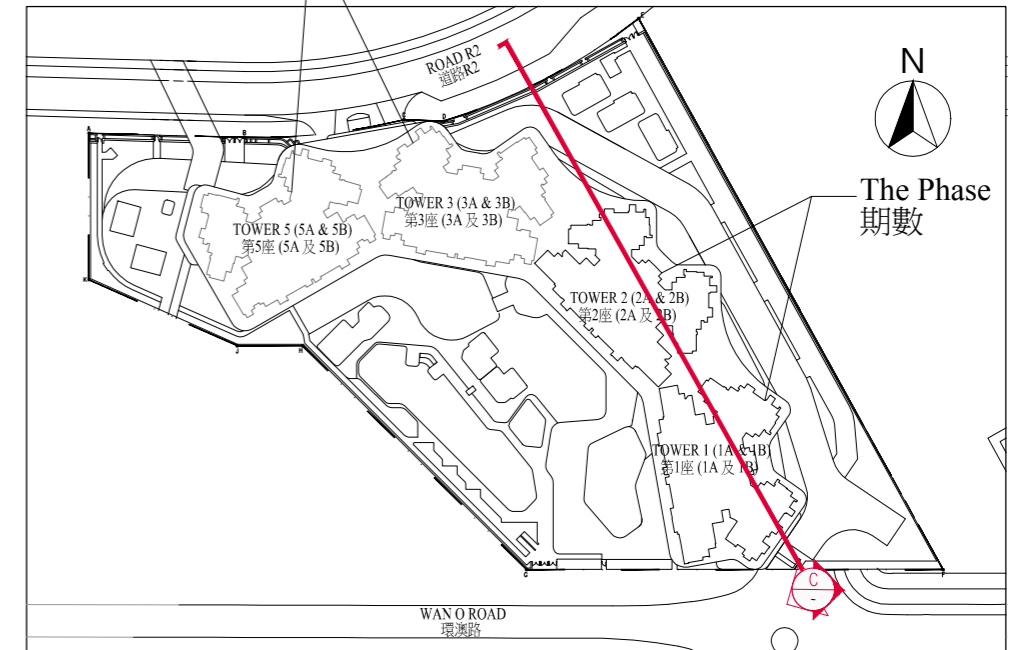 ROAD R2
道路R2
N
E
C
D
A
B
The Phase
期數
TOWER 3 (3A & 3B)
第3座 (3A 及 3B)
TOWER 5 (5A & 5B)
第5座 (5A 及 5B)
K
TOWER 2 (2A & 2B)
第2座 (2A 及 2B)
J
H
TOWER 1 (1A & 1B)
第1座 (1A 及 1B)
G
F
C
-
WAN O ROAD
環澳路